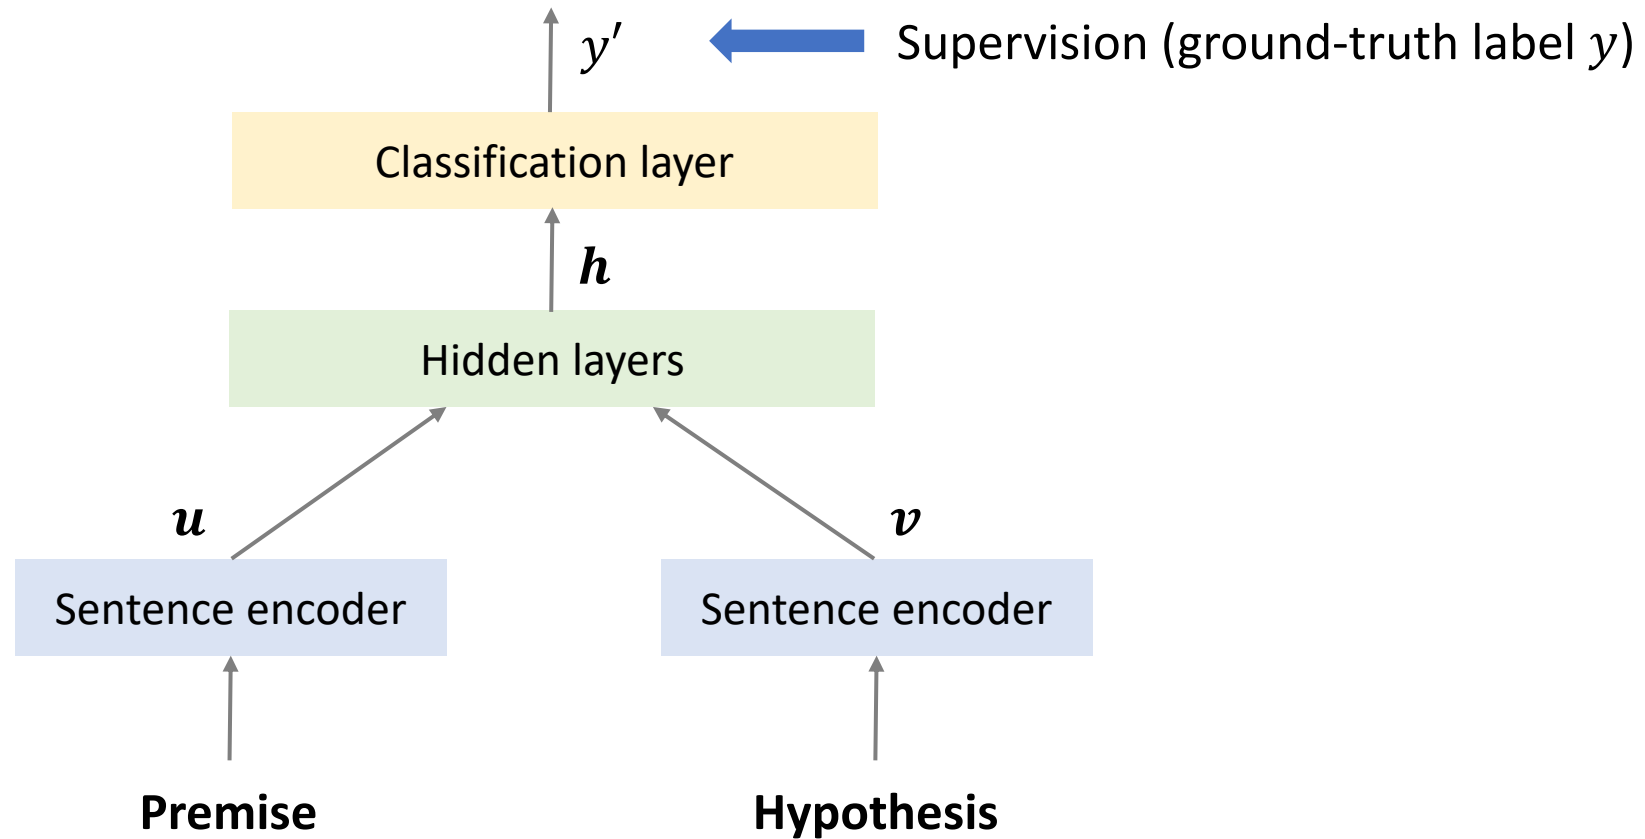 y′
Supervision (ground-truth label y)
Classification layer
h
Hidden layers
u
v
Sentence encoder
Sentence encoder
Premise
Hypothesis